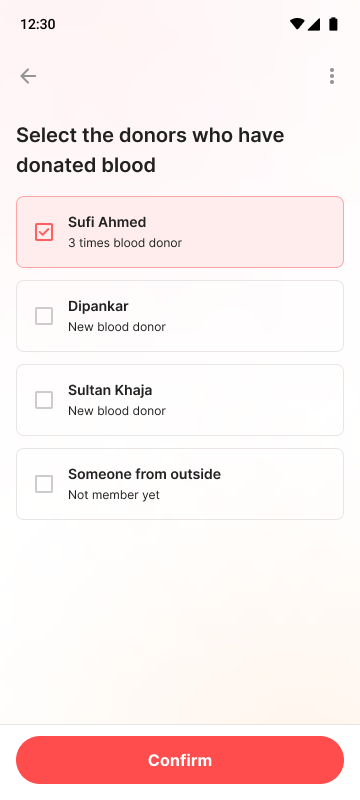 12:30
Select the donors who have
donated blood
Sufi Ahmed
3 times blood donor
Dipankar
New blood donor
Sultan Khaja
New blood donor
Someone from outside
Not member yet
Confirm